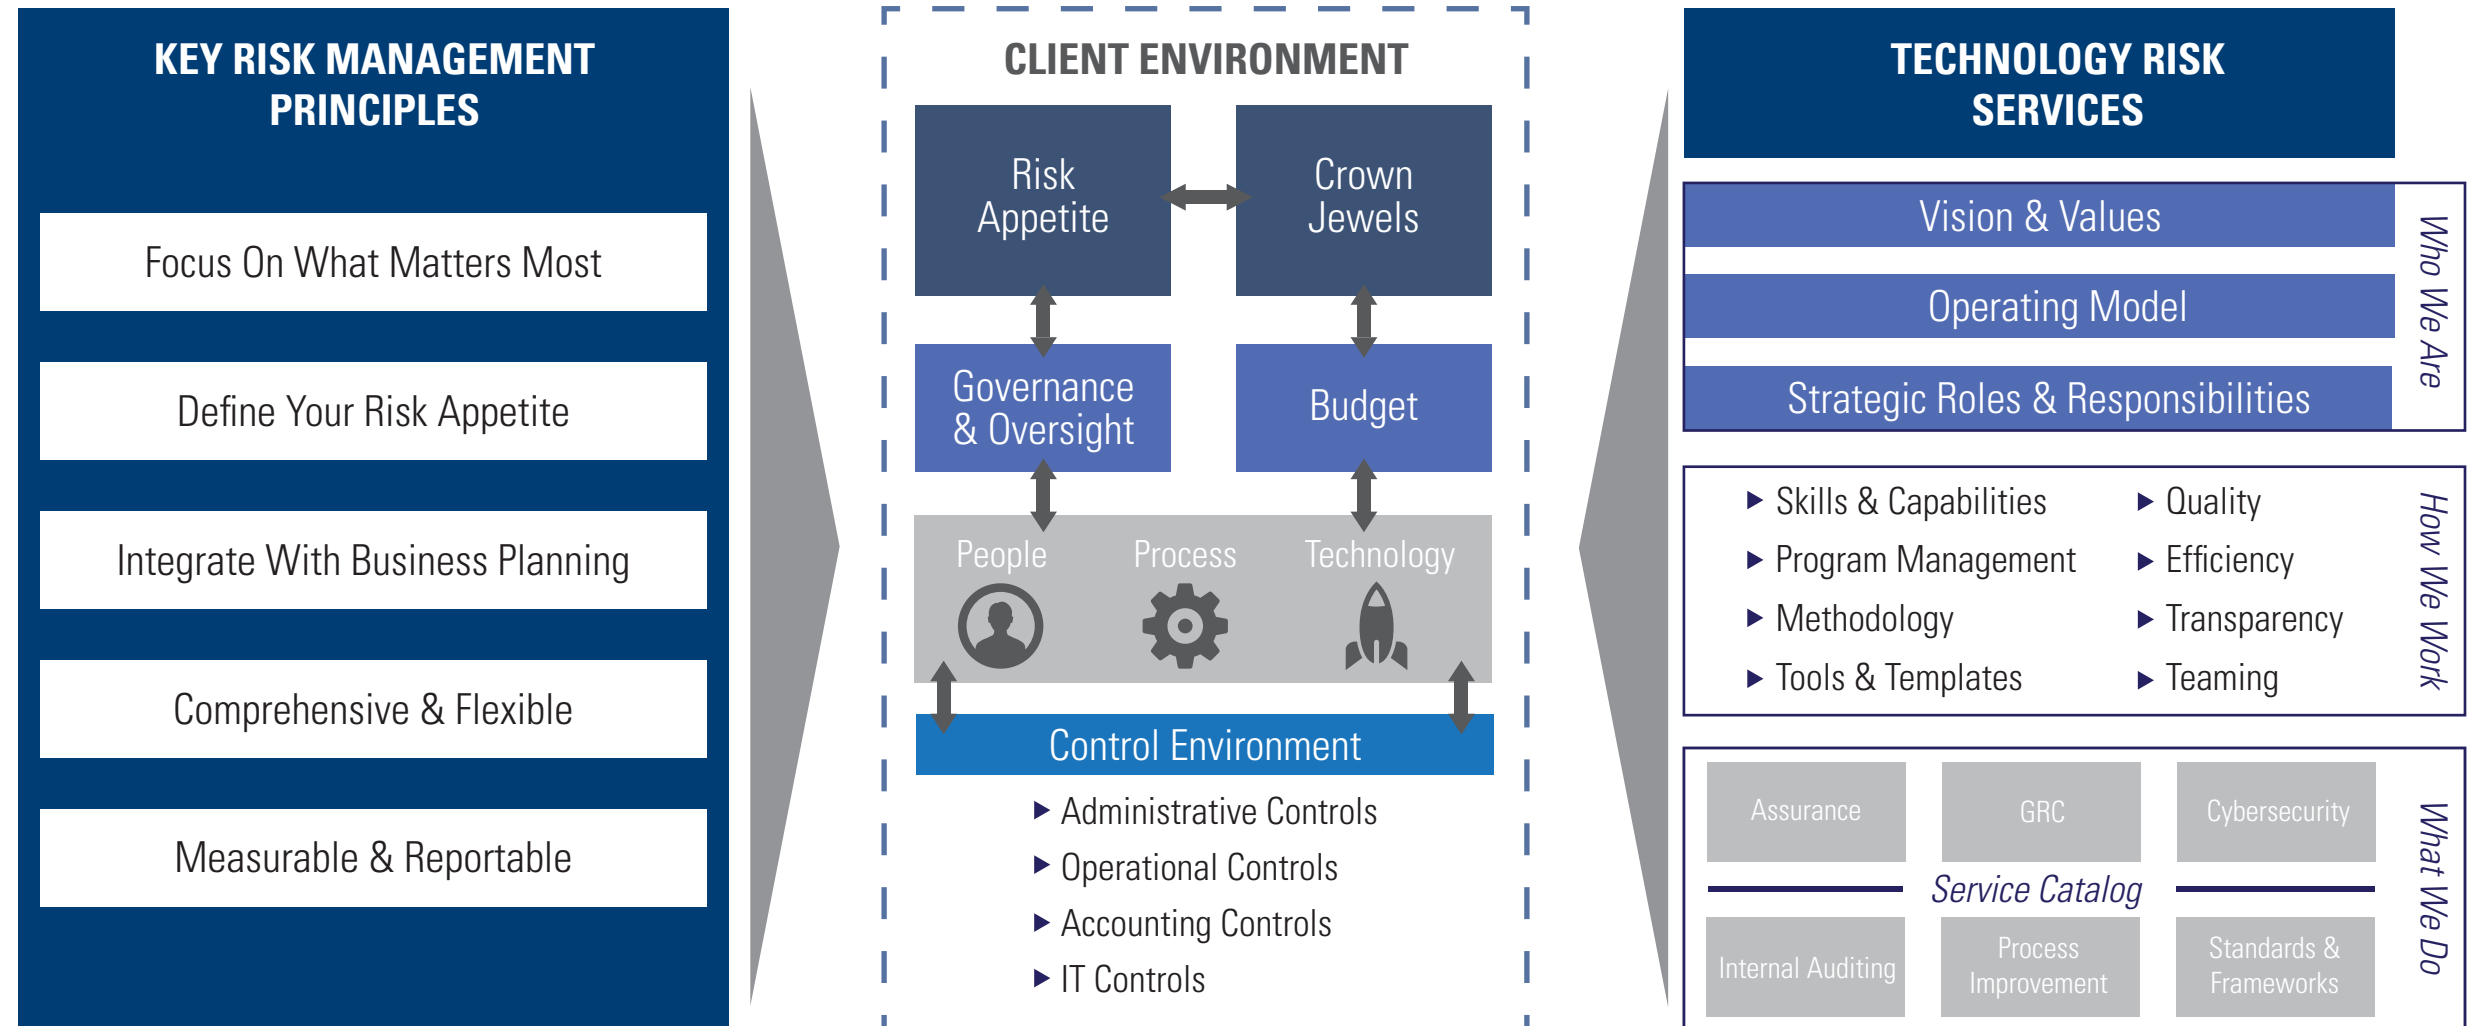 KEY RISK MANAGEMENT
PRINCIPLES
Focus On What Matters Most
Define Your Risk Appetite
Integrate With Business Planning
Comprehensive & Flexible
Measurable & Reportable
CLIENT ENVIRONMENT
Risk
Appetite
Crown
Jewels
Governance
& Oversight
Budget
People
Process
Technology
Control Environment
Administrative Controls
Operational Controls
Accounting Controls
IT Controls
TECHNOLOGY RISK
SERVICES
Vision & Values
Operating Model
Strategic Roles & Responsibilities
Who We Are
Skills & Capabilities
Program Management
Methodology
Tools & Templates
Quality
Efficiency
Transparency
Teaming
How We Work
Assurance
GRC
Cybersecurity
Service Catalog
Internal Auditing
Process
Improvement
Standards &
Frameworks
What We Do